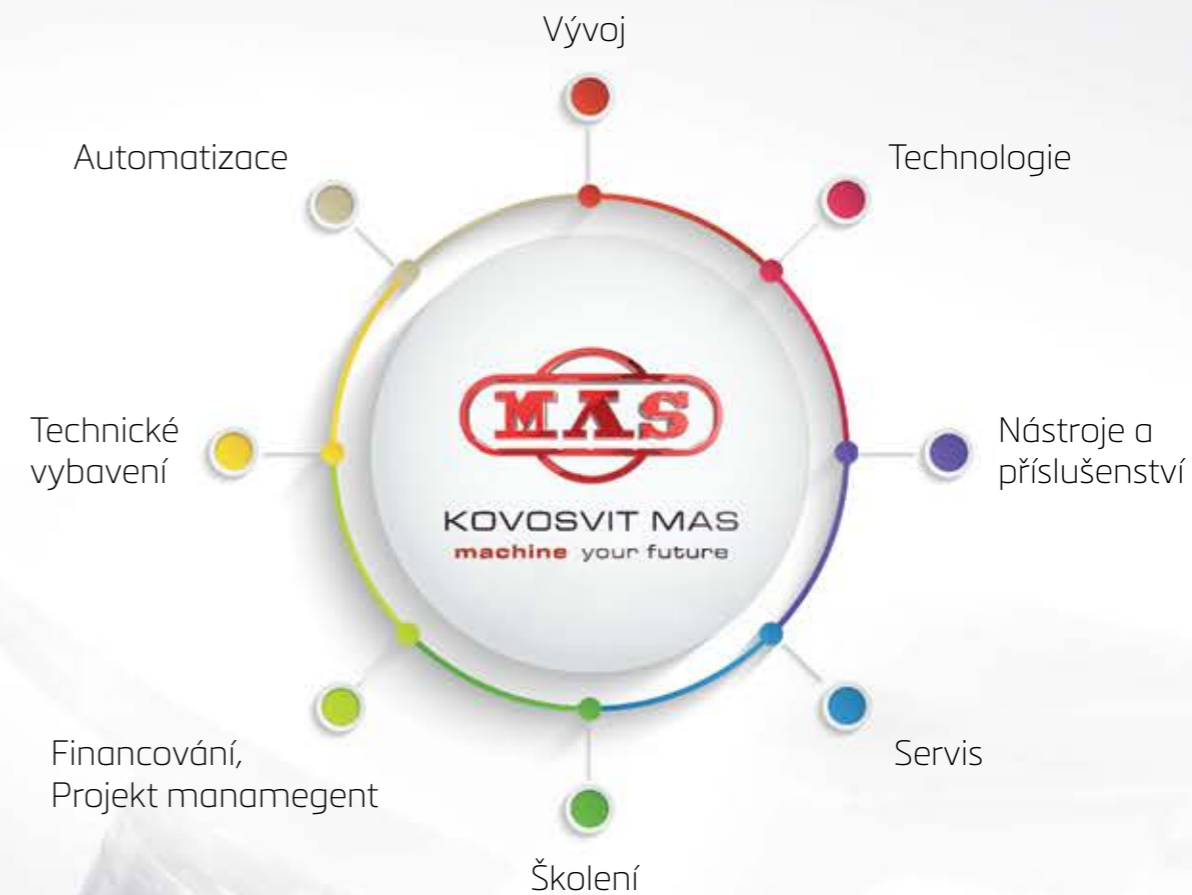 Vývoj
Automatizace
Technologie
Technické
vybavení
Nástroje a
příslušenství
MAS
KOVOSVIT MAS
machine your future
Financování,
Projekt manamegent
Servis
Školení